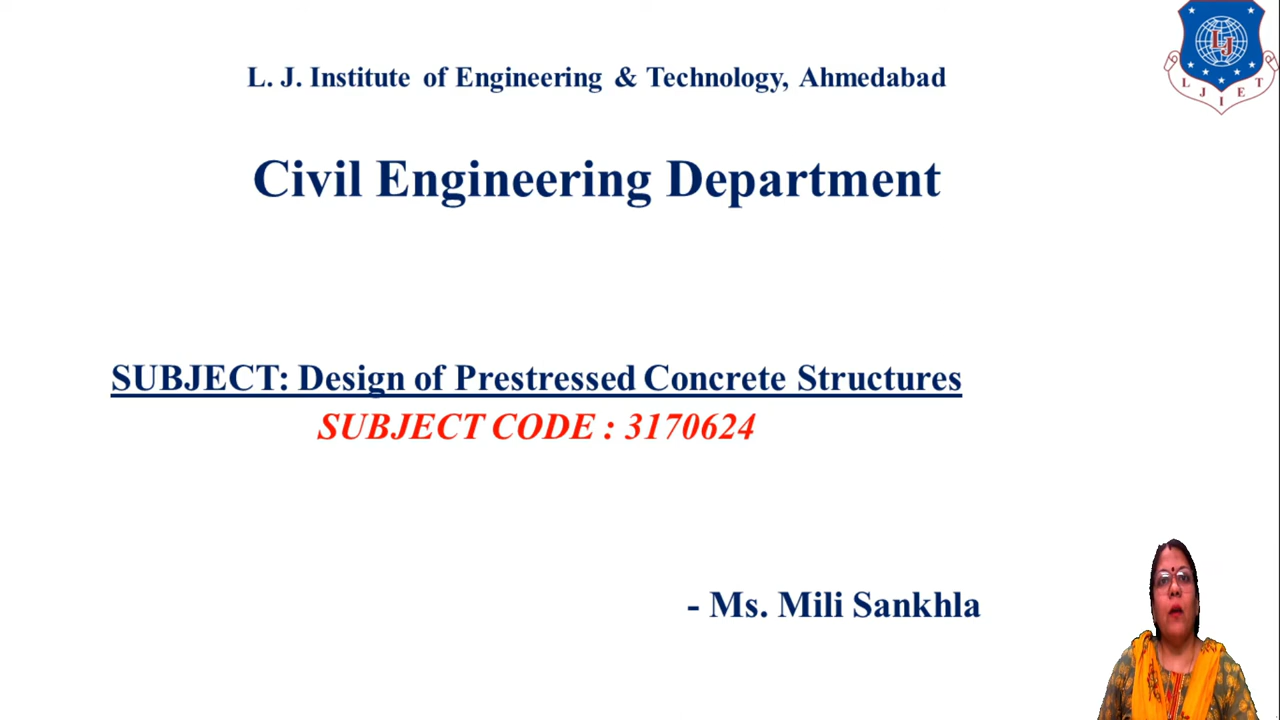 L. J. Institute of Engineering & Technology, Ahmedabad
LJ
L J I E T
Civil Engineering Department
SUBJECT: Design of Prestressed Concrete Structures
SUBJECT CODE : 3170624
- Ms. Mili Sankhla